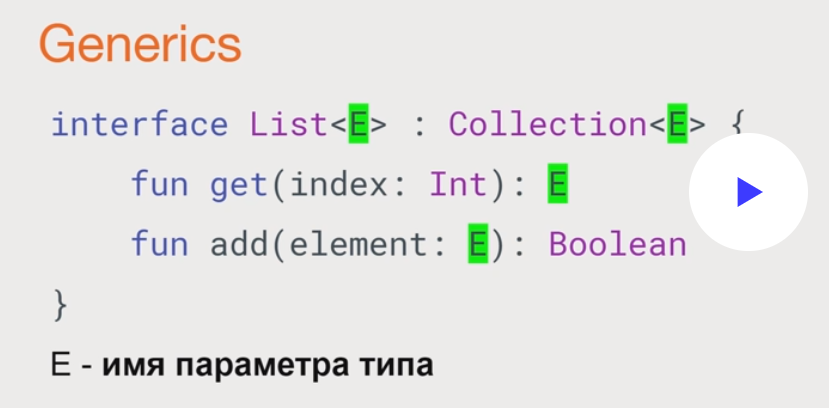 Generics
interface List<E> : Collection<E> {
fun get(index: Int): E
fun add(element: E): Boolean
}
E - имя параметра типа